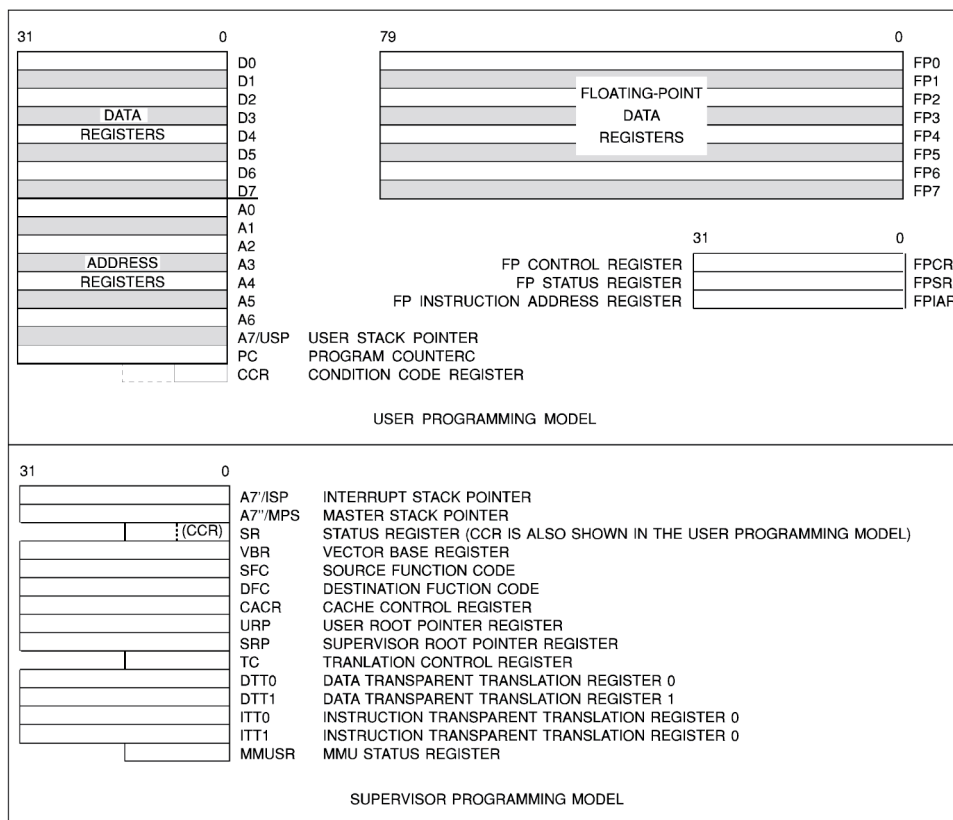 31 0
79 0
D0
D1
D2
DATA D3
REGISTERS D4
D5
D6
D7
A0
A1
A2
ADDRESS A3
REGISTERS A4
A5
A6
A7/USP USER STACK POINTER
PC PROGRAM COUNTERC
CCR CONDITION CODE REGISTER
FP0
FP1
FLOATING-POINT FP2
DATA FP3
REGISTERS FP4
FP5
FP6
FP7
31 0
FP CONTROL REGISTER FPCR
FP STATUS REGISTER FPSR
FP INSTRUCTION ADDRESS REGISTER FPIAR
USER PROGRAMMING MODEL
31 0
A7'/ISP INTERRUPT STACK POINTER
A7"/MPS MASTER STACK POINTER
(CCR) SR STATUS REGISTER (CCR IS ALSO SHOWN IN THE USER PROGRAMMING MODEL)
VBR VECTOR BASE REGISTER
SFC SOURCE FUNCTION CODE
DFC DESTINATION FUCTION CODE
CACR CACHE CONTROL REGISTER
URP USER ROOT POINTER REGISTER
SRP SUPERVISOR ROOT POINTER REGISTER
TC TRANLATION CONTROL REGISTER
DTT0 DATA TRANSPARENT TRANSLATION REGISTER 0
DTT1 DATA TRANSPARENT TRANSLATION REGISTER 1
ITT0 INSTRUCTION TRANSPARENT TRANSLATION REGISTER 0
ITT1 INSTRUCTION TRANSPARENT TRANSLATION REGISTER 0
MMUSR MMU STATUS REGISTER
SUPERVISOR PROGRAMMING MODEL